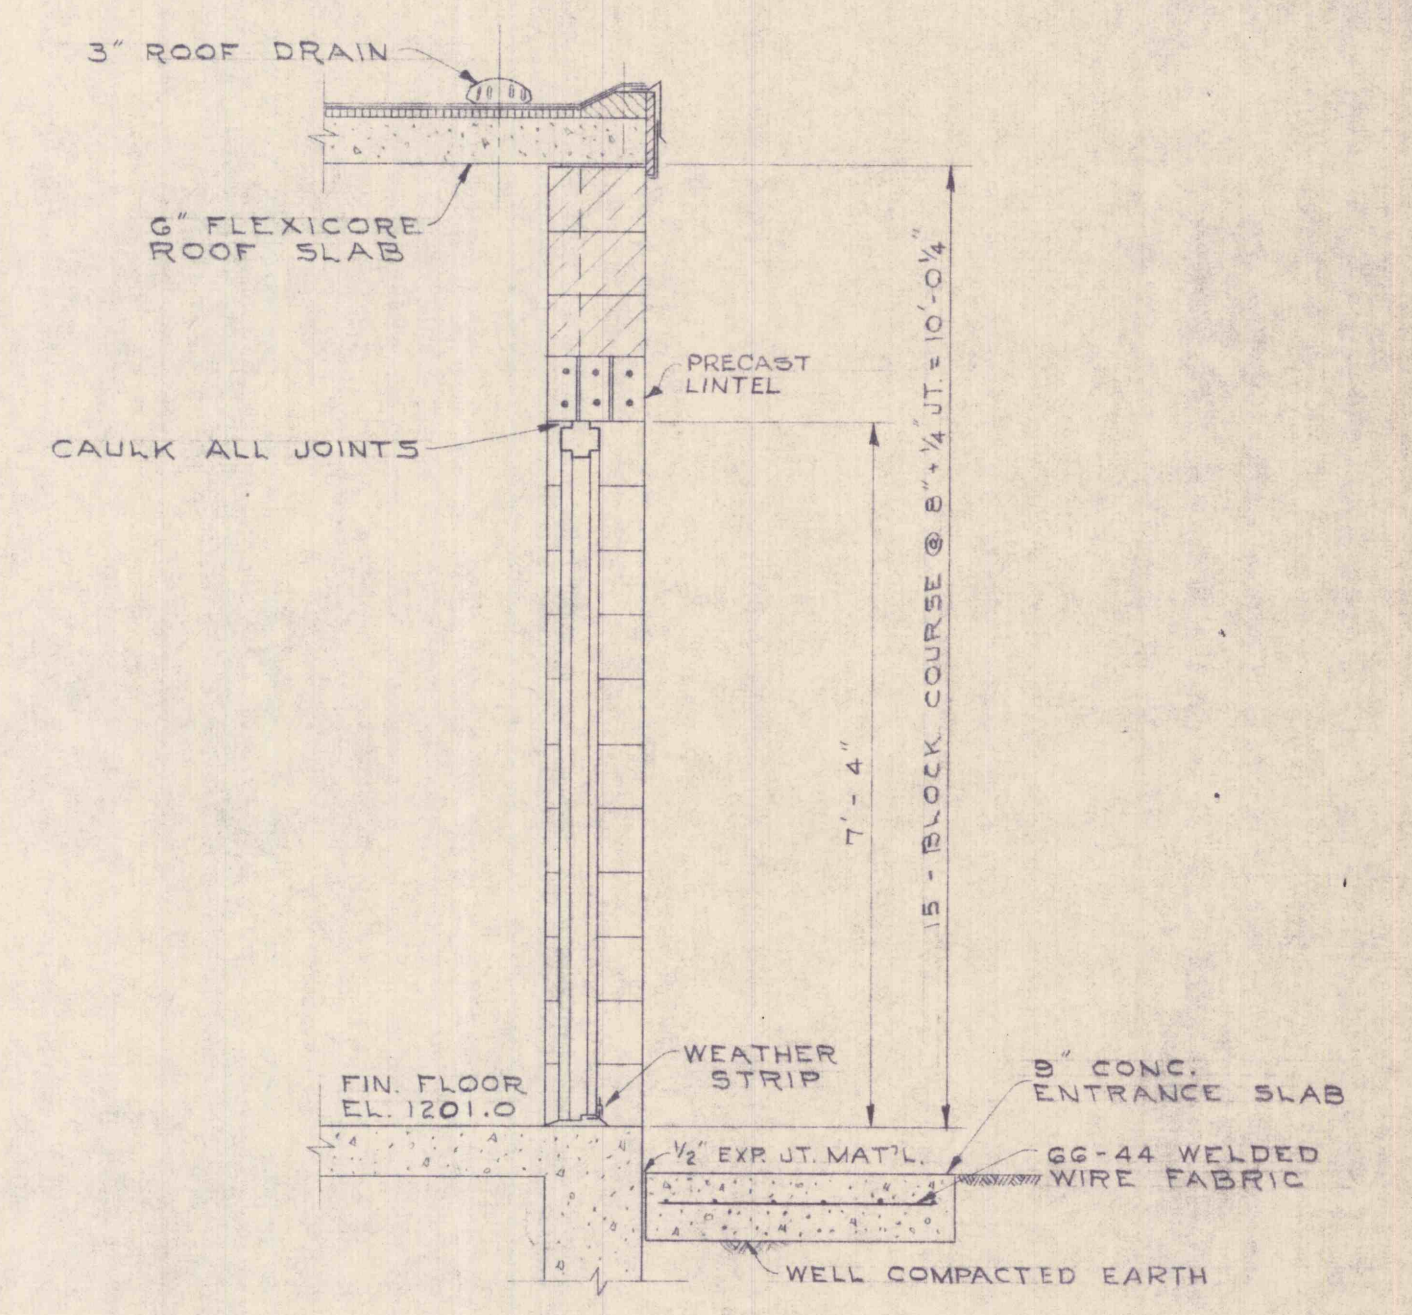 3" ROOF DRAIN
6" FLEXICORE
ROOF SLAB
PRECAST
LINTEL
CAULK ALL JOINTS
15 - BLOCK COURSE @ 8" + 1/4" JT. = 10'-0 1/4"
7'- 4"
WEATHER
STRIP
FIN. FLOOR
EL. 1201.0
9" CONC.
ENTRANCE SLAB
1/2" EXP. JT. MAT'L.
66-44 WELDED
WIRE FABRIC
WELL COMPACTED EARTH